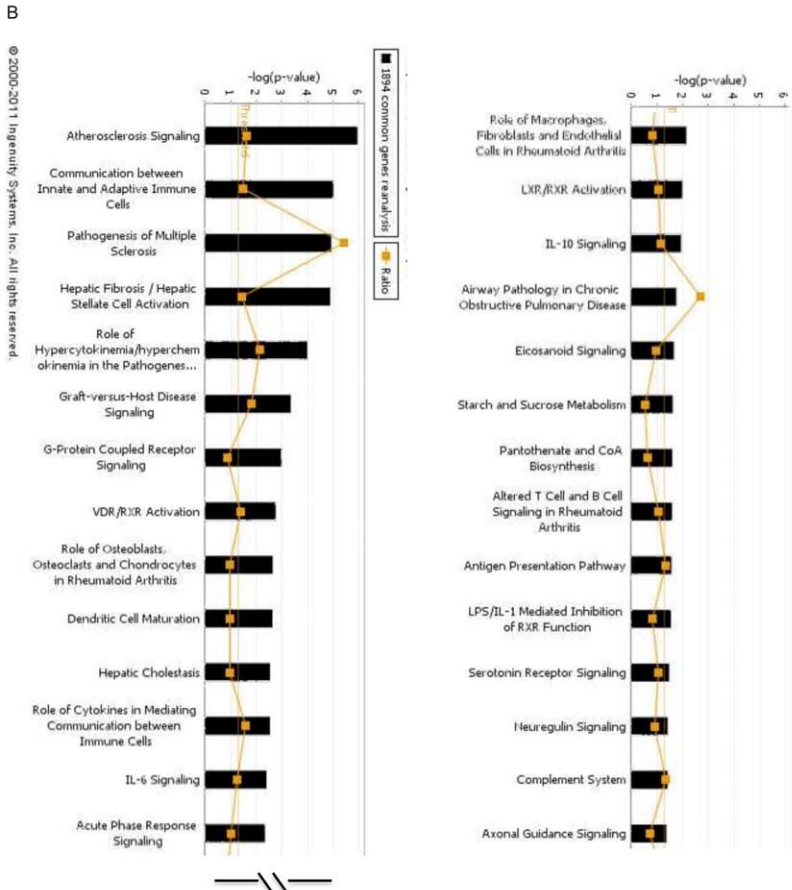 B
© 2000-2011 Ingenuity Systems, Inc. All rights reserved.
-log(p-value)
0 1 2 3 4 5 6
Threshold
Atherosclerosis Signaling
Communication between
Innate and Adaptive Immune
Cells
Pathogenesis of Multiple
Sclerosis
Hepatic Fibrosis / Hepatic
Stellate Cell Activation
Role of
Hypercytokinemia/hyperchem
okinemia in the Pathogenes...
Graft-versus-Host Disease
Signaling
G-Protein Coupled Receptor
Signaling
VDR/RXR Activation
Role of Osteoblasts,
Osteoclasts and Chondrocytes
in Rheumatoid Arthritis
Dendritic Cell Maturation
Hepatic Cholestasis
Role of Cytokines in Mediating
Communication between
Immune Cells
IL-6 Signaling
Acute Phase Response
Signaling
1894 common genes reanalysis
Ratio
-log(p-value)
0 1 2 3 4 5 6
Role of Macrophages,
Fibroblasts and Endothelial
Cells in Rheumatoid Arthritis
LXR/RXR Activation
IL-10 Signaling
Airway Pathology in Chronic
Obstructive Pulmonary Disease
Eicosanoid Signaling
Starch and Sucrose Metabolism
Pantothenate and CoA
Biosynthesis
Altered T Cell and B Cell
Signaling in Rheumatoid
Arthritis
Antigen Presentation Pathway
LPS/IL-1 Mediated Inhibition
of RXR Function
Serotonin Receptor Signaling
Neuregulin Signaling
Complement System
Axonal Guidance Signaling